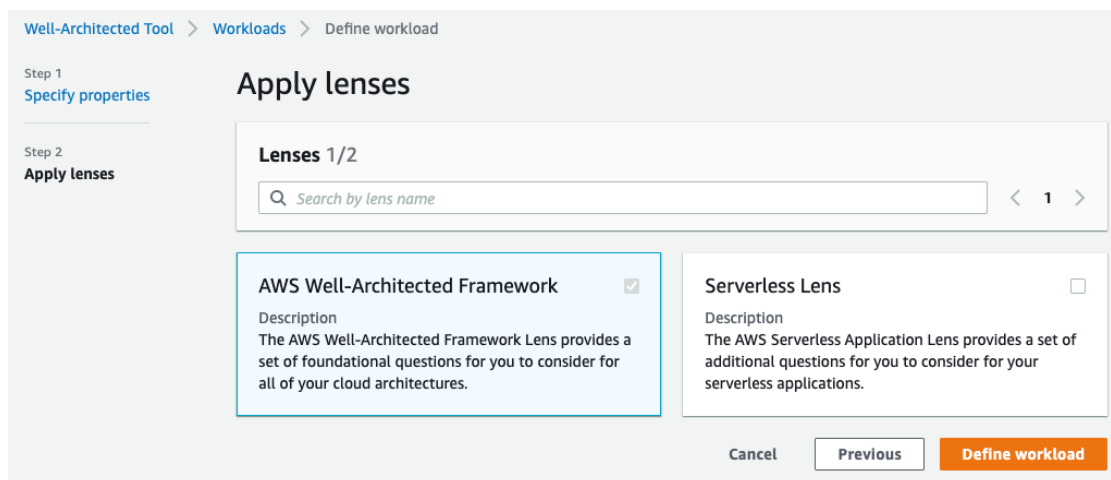 Well-Architected Tool > Workloads > Define workload
Step 1
Specify properties
Step 2
Apply lenses
Apply lenses
Lenses 1/2
Search by lens name
< 1 >
AWS Well-Architected Framework
Description
The AWS Well-Architected Framework Lens provides a
set of foundational questions for you to consider for
all of your cloud architectures.
Serverless Lens
Description
The AWS Serverless Application Lens provides a set of
additional questions for you to consider for your
serverless applications.
Cancel
Previous
Define workload